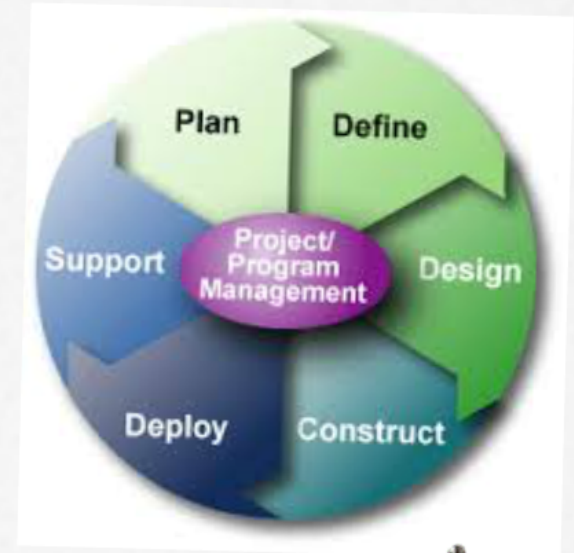 Plan
Define
Project/
Program
Management
Support
Design
Deploy
Construct